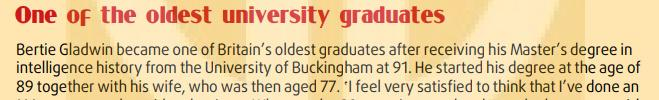 One of the oldest university graduates
Bertie Gladwin became one of Britain's oldest graduates after receiving his Master's degree in
intelligence history from the University of Buckingham at 91. He started his degree at the age of
89 together with his wife, who was then aged 77. 'I feel very satisfied to think that I've done an